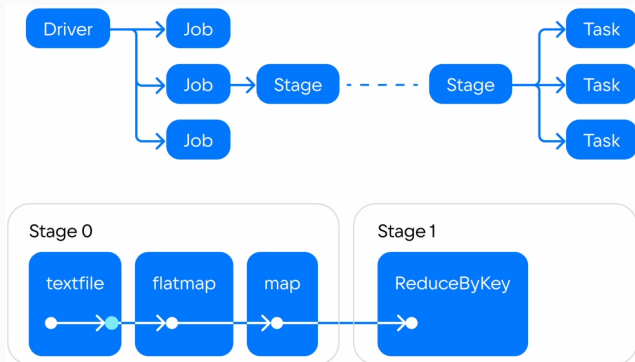 Driver
Job
Job
Job
Stage
Stage
Task
Task
Task
Stage 0
textfile
flatmap
map
Stage 1
ReduceByKey